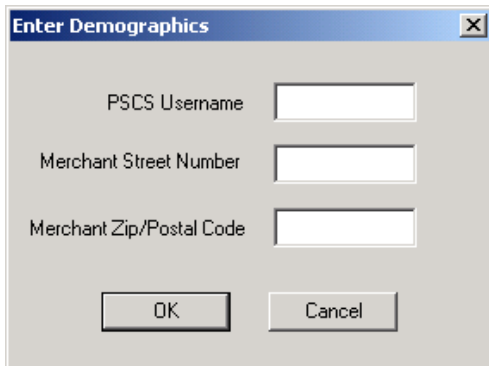 Enter Demographics
PSCS Username
Merchant Street Number
Merchant Zip/Postal Code
OK Cancel